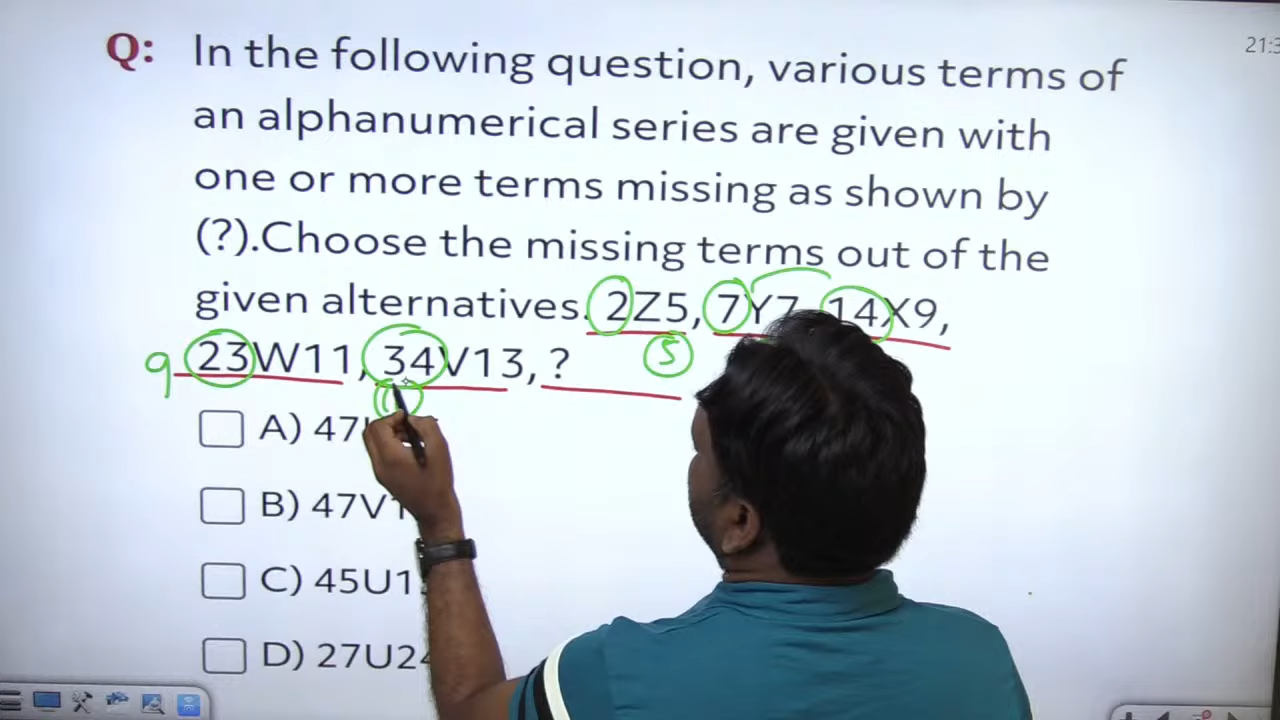 21:3
Q: In the following question, various terms of
an alphanumerical series are given with
one or more terms missing as shown by
(?).Choose the missing terms out of the
given alternatives. 2Z5, 7Y7, 14X9,
5
9 23W11, 34V13, ?
A) 47
B) 47V1
C) 45U1
D) 27U24